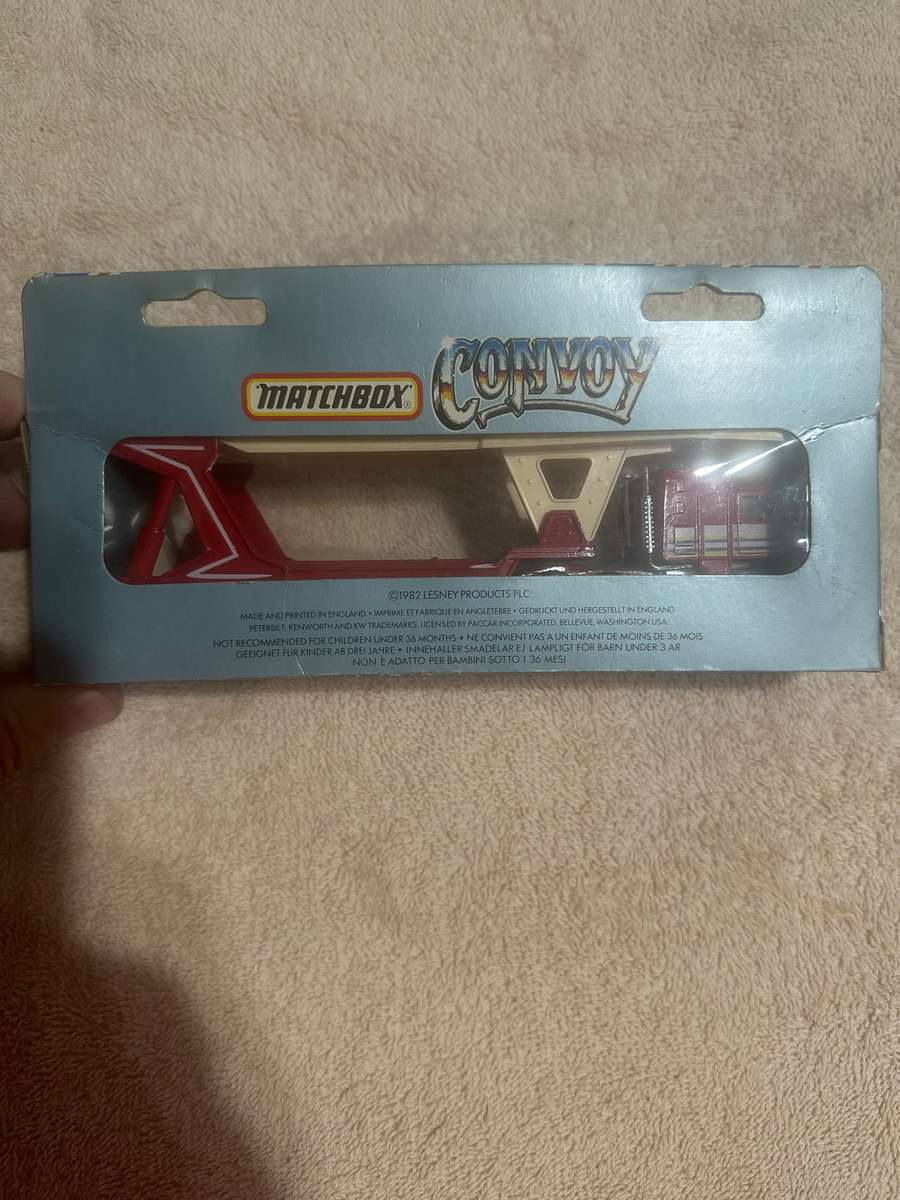 MATCHBOX®
CONVOY
©1982 LESNEY PRODUCTS PLC
MADE AND PRINTED IN ENGLAND • IMPRIME ET FABRIQUE EN ANGLETERRE • GEDRUCKT UND HERGESTELLT IN ENGLAND
PETERBILT, KENWORTH AND KW TRADEMARKS, LICENSED BY PACCAR INCORPORATED, BELLEVUE, WASHINGTON USA.
NOT RECOMMENDED FOR CHILDREN UNDER 36 MONTHS • NE CONVIENT PAS A UN ENFANT DE MOINS DE 36 MOIS
GEEIGNET FUR KINDER AB DREI JAHRE • INNEHALLER SMADELAR EJ LAMPLIGT FOR BARN UNDER 3 AR
NON È ADATTO PER BAMBINI SOTTO I 36 MESI